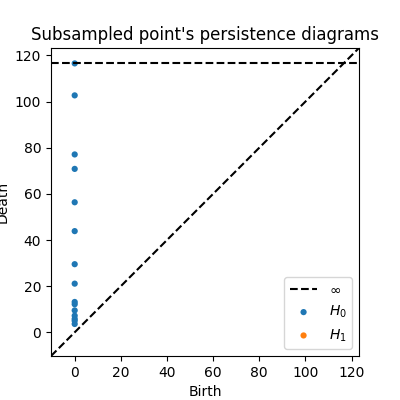 Subsampled point's persistence diagrams
120
100
80
60
40
20
0
Death
0 20 40 60 80 100 120
Birth
∞
H₀
H₁